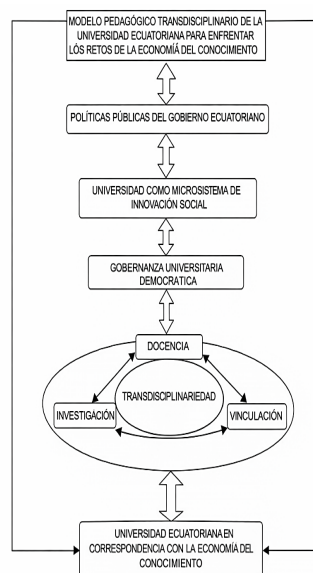 MODELO PEDAGÓGICO TRANSDISCIPLINARIO DE LA
UNIVERSIDAD ECUATORIANA PARA ENFRENTAR
LÓS RETOS DE LA ECONOMÍA DEL CONOCIMIENTO
POLÍTICAS PÚBLICAS DEL GOBIERNO ECUATORIANO
UNIVERSIDAD COMO MICROSISTEMA DE
INNOVACIÓN SOCIAL
GOBERNANZA UNIVERSITARIA
DEMOCRATICA
DOCENCIA
TRANSDISCIPLINARIEDAD
INVESTIGACIÓN
VINCULACIÓN
UNIVERSIDAD ECUATORIANA EN
CORRESPONDENCIA CON LA ECONOMÍA DEL
CONOCIMIENTO